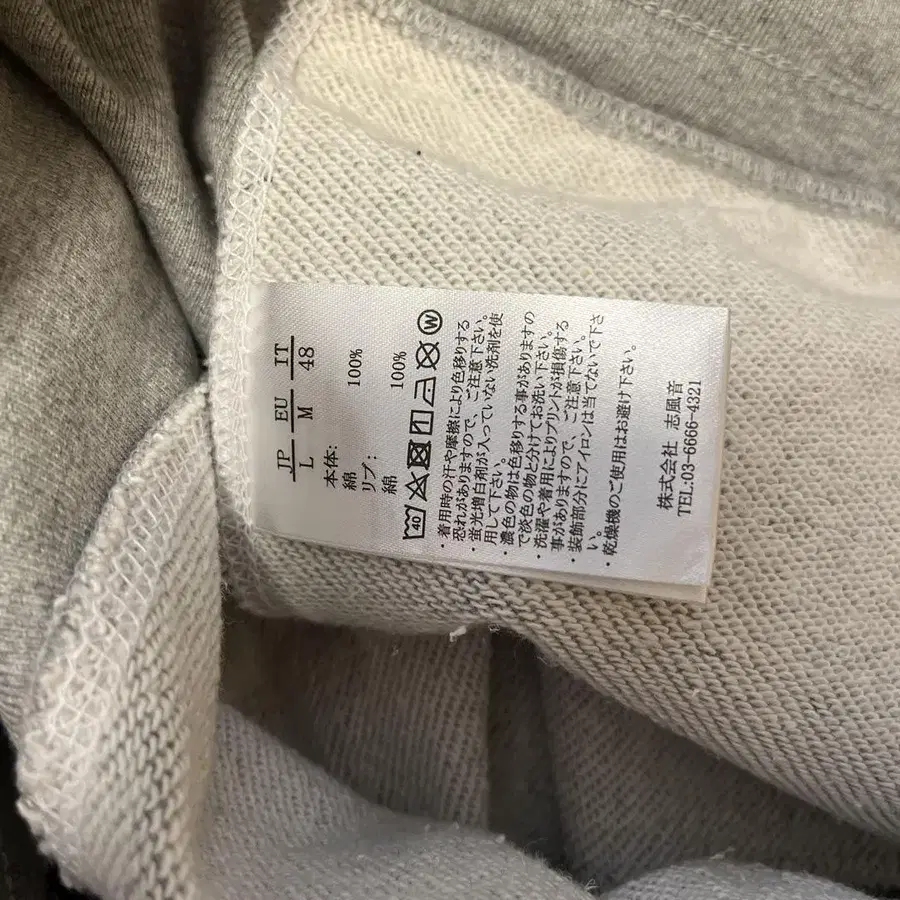 JP EU IT
L M 48
本体:
綿 100%
リブ:
綿 100%
40 W
・着用時の汗や摩擦により色移りする
恐れがありますので、ご注意下さい。
・蛍光増白剤が入っていない洗剤を使
用して下さい。
・濃色の物は色移りする事がありますの
で淡色の物と分けてお洗い下さい。
・洗濯や着用によりプリントが損傷する
事がありますので、ご注意下さい。
・装飾部分にアイロンは当てないで下さ
い。
・乾燥機のご使用はお避け下さい。
株式会社 志風音
TEL:03-6666-4321